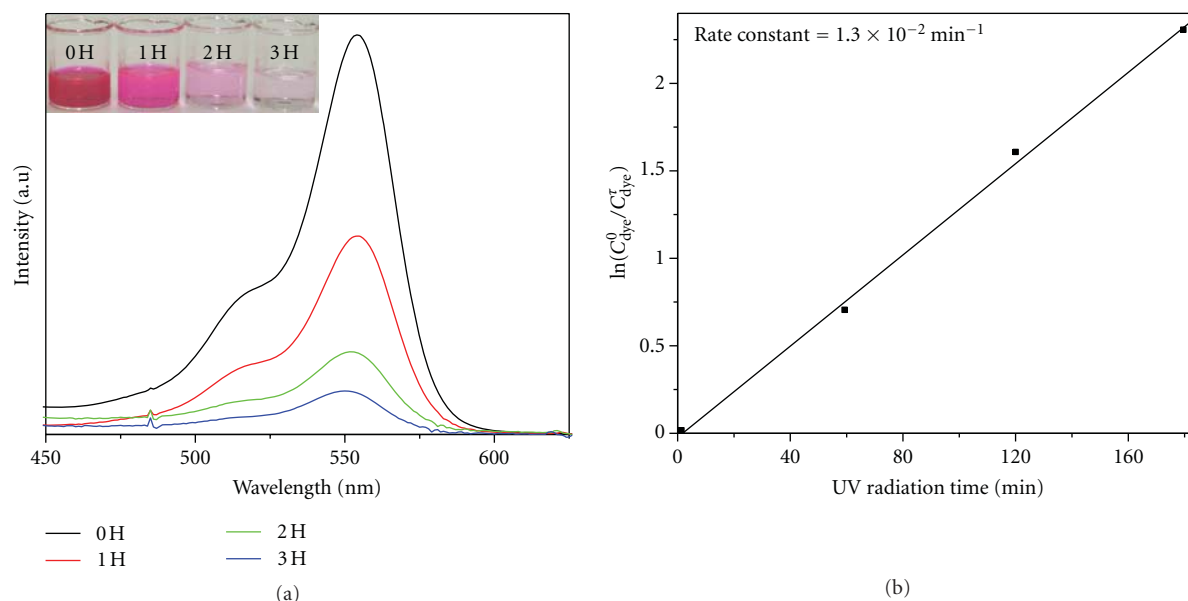 0 H 1 H 2 H 3 H
Intensity (a.u)
450 500 550 600
Wavelength (nm)
0 H 2 H
1 H 3 H
(a)
Rate constant = 1.3 × 10⁻² min⁻¹
2
1.5
1
0.5
0
ln(C⁰dye/Cᵗdye)
0 40 80 120 160
UV radiation time (min)
(b)